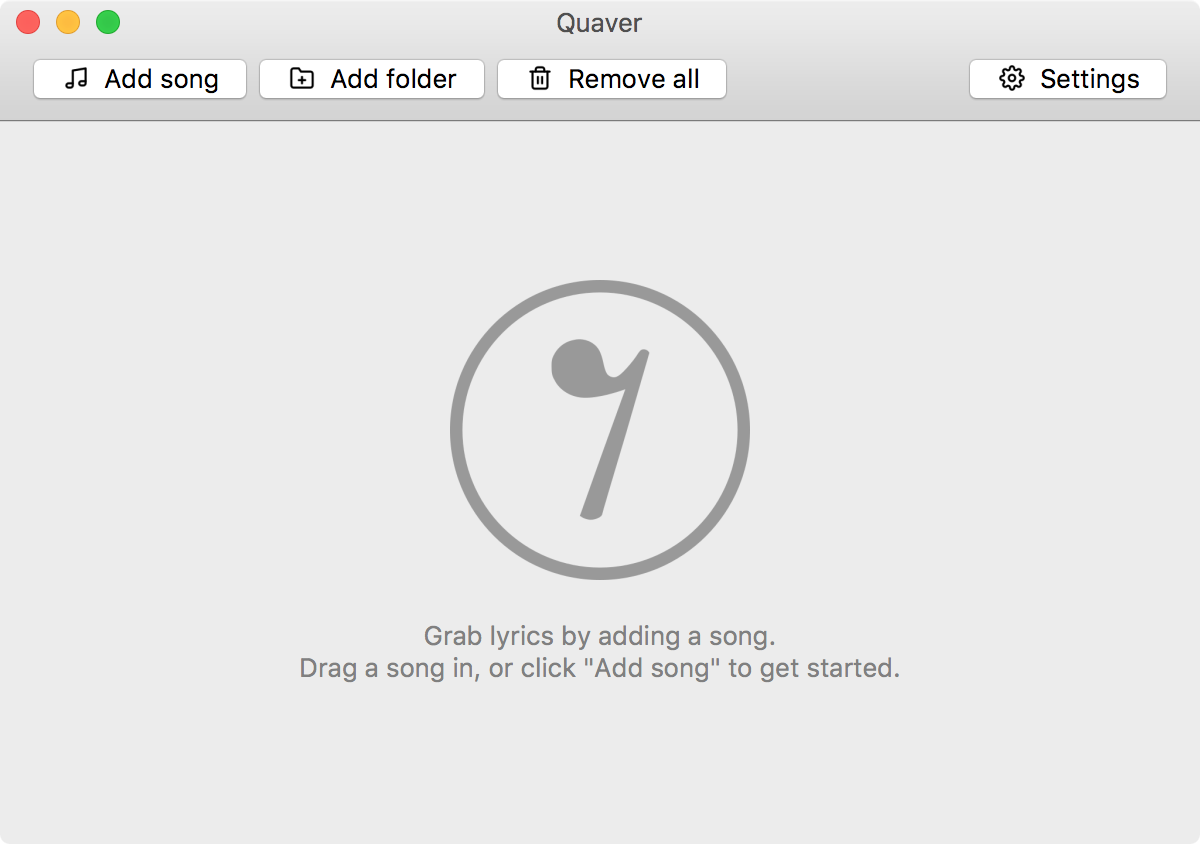 Quaver
Add song
Add folder
Remove all
Settings
Grab lyrics by adding a song.
Drag a song in, or click "Add song" to get started.